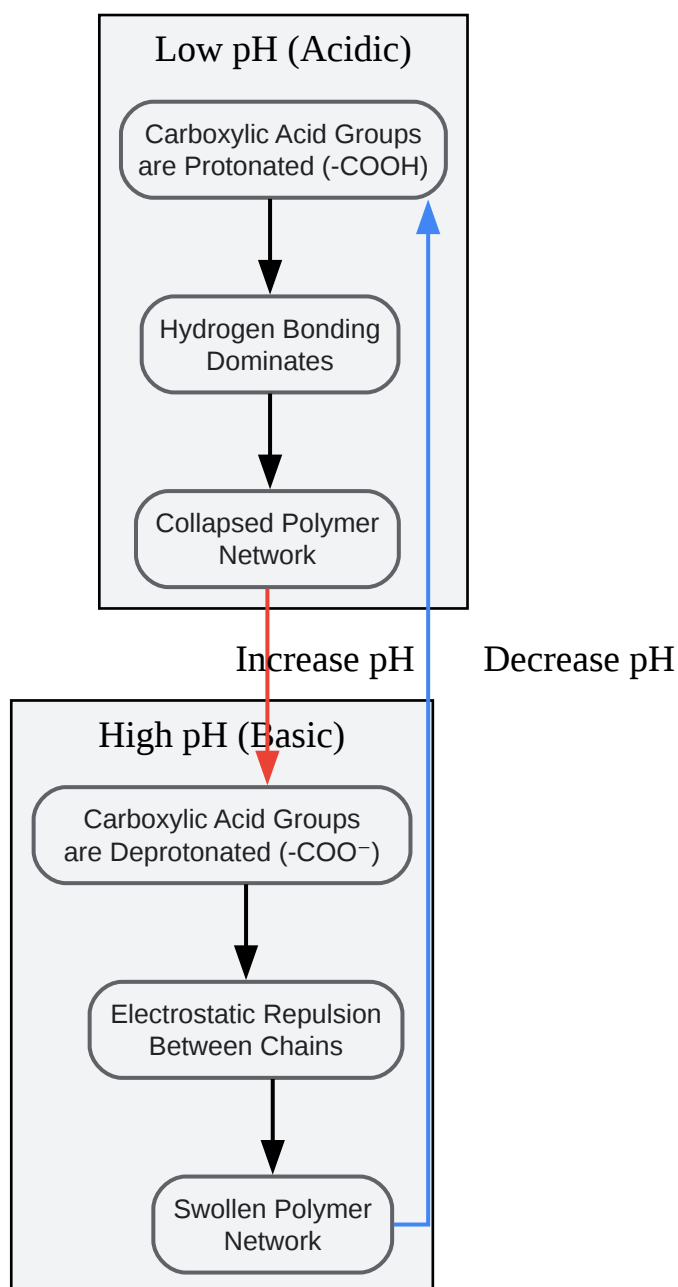 Low pH (Acidic)
Carboxylic Acid Groups
are Protonated (-COOH)
Hydrogen Bonding
Dominates
Collapsed Polymer
Network
Increase pH
Decrease pH
High pH (Basic)
Carboxylic Acid Groups
are Deprotonated (-COO⁻)
Electrostatic Repulsion
Between Chains
Swollen Polymer
Network